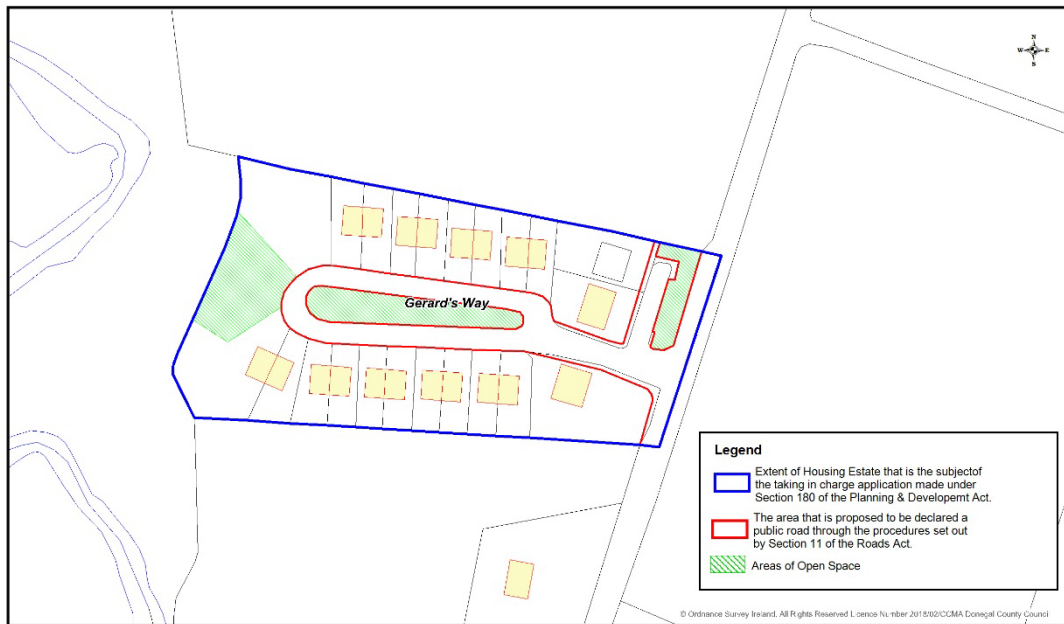 N
W E
S
Gerard's Way
Legend
Extent of Housing Estate that is the subjectof
the taking in charge application made under
Section 180 of the Planning & Developemt Act.
The area that is proposed to be declared a
public road through the procedures set out
by Section 11 of the Roads Act.
Areas of Open Space
© Ordnance Survey Ireland. All Rights Reserved Licence Number 2018/02/CCMA Donegal County Council